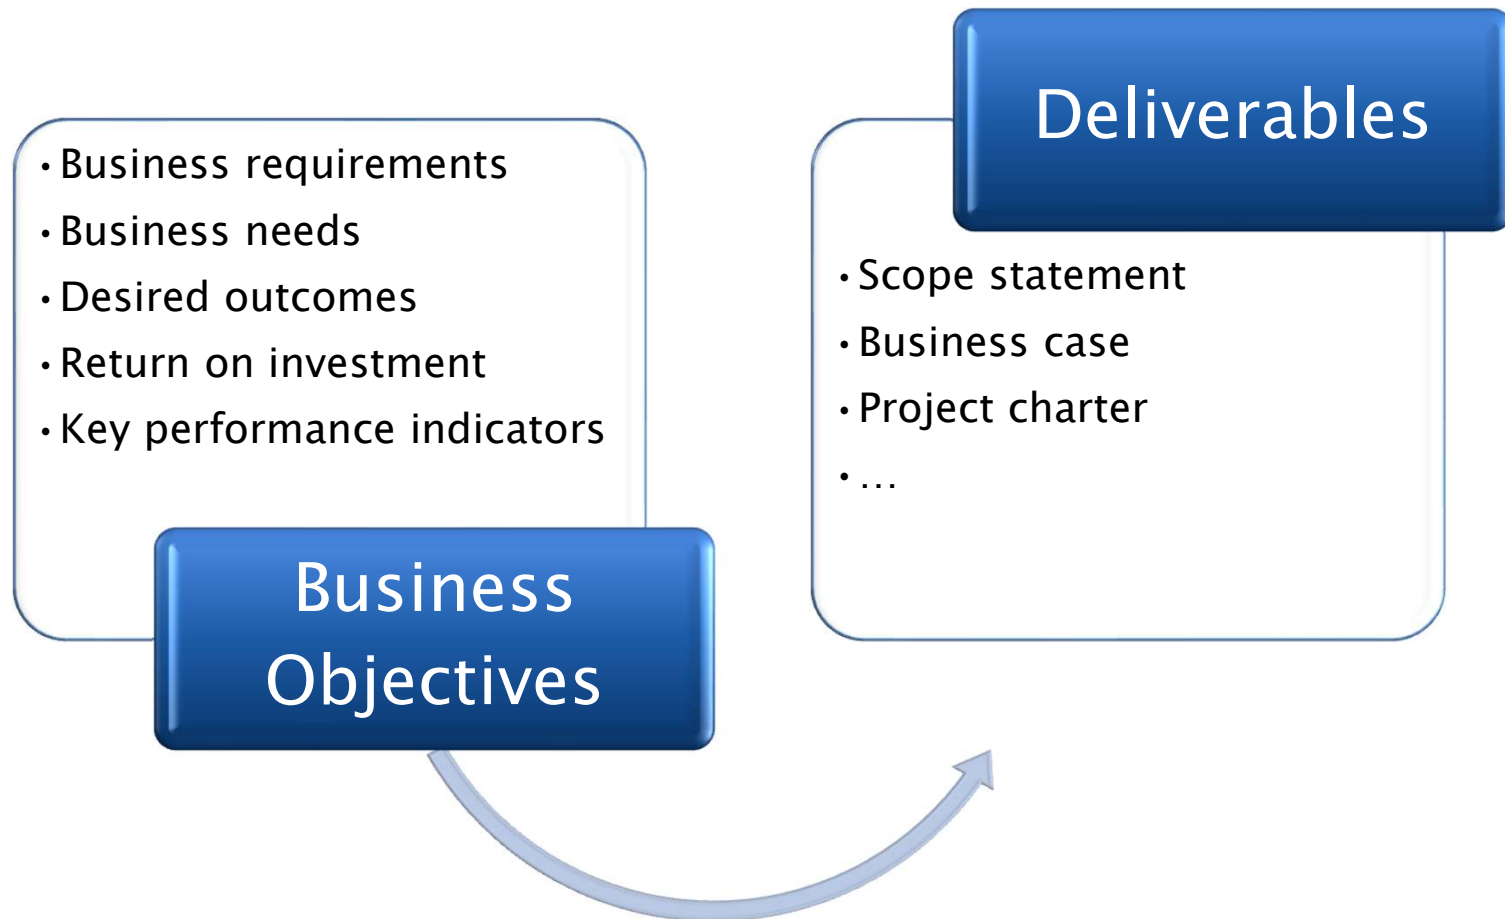 • Business requirements
• Business needs
• Desired outcomes
• Return on investment
• Key performance indicators
Business
Objectives
Deliverables
• Scope statement
• Business case
• Project charter
• …